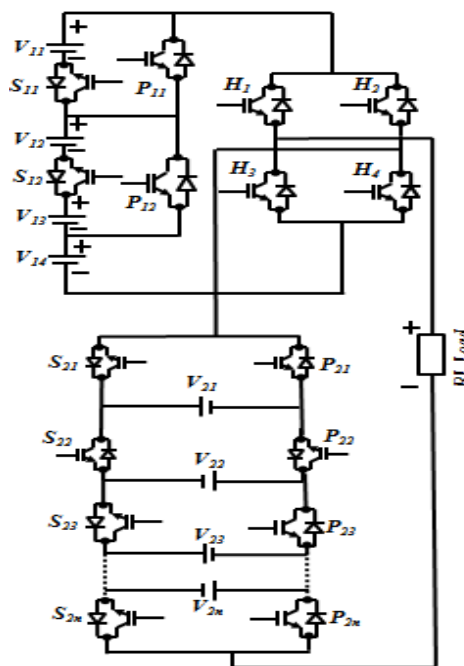 V11
S11
P11
V12
S12
P12
V13
V14
H1
H2
H3
H4
RL Load
S21
P21
V21
S22
P22
V22
S23
P23
V23
V2n
S2n
P2n